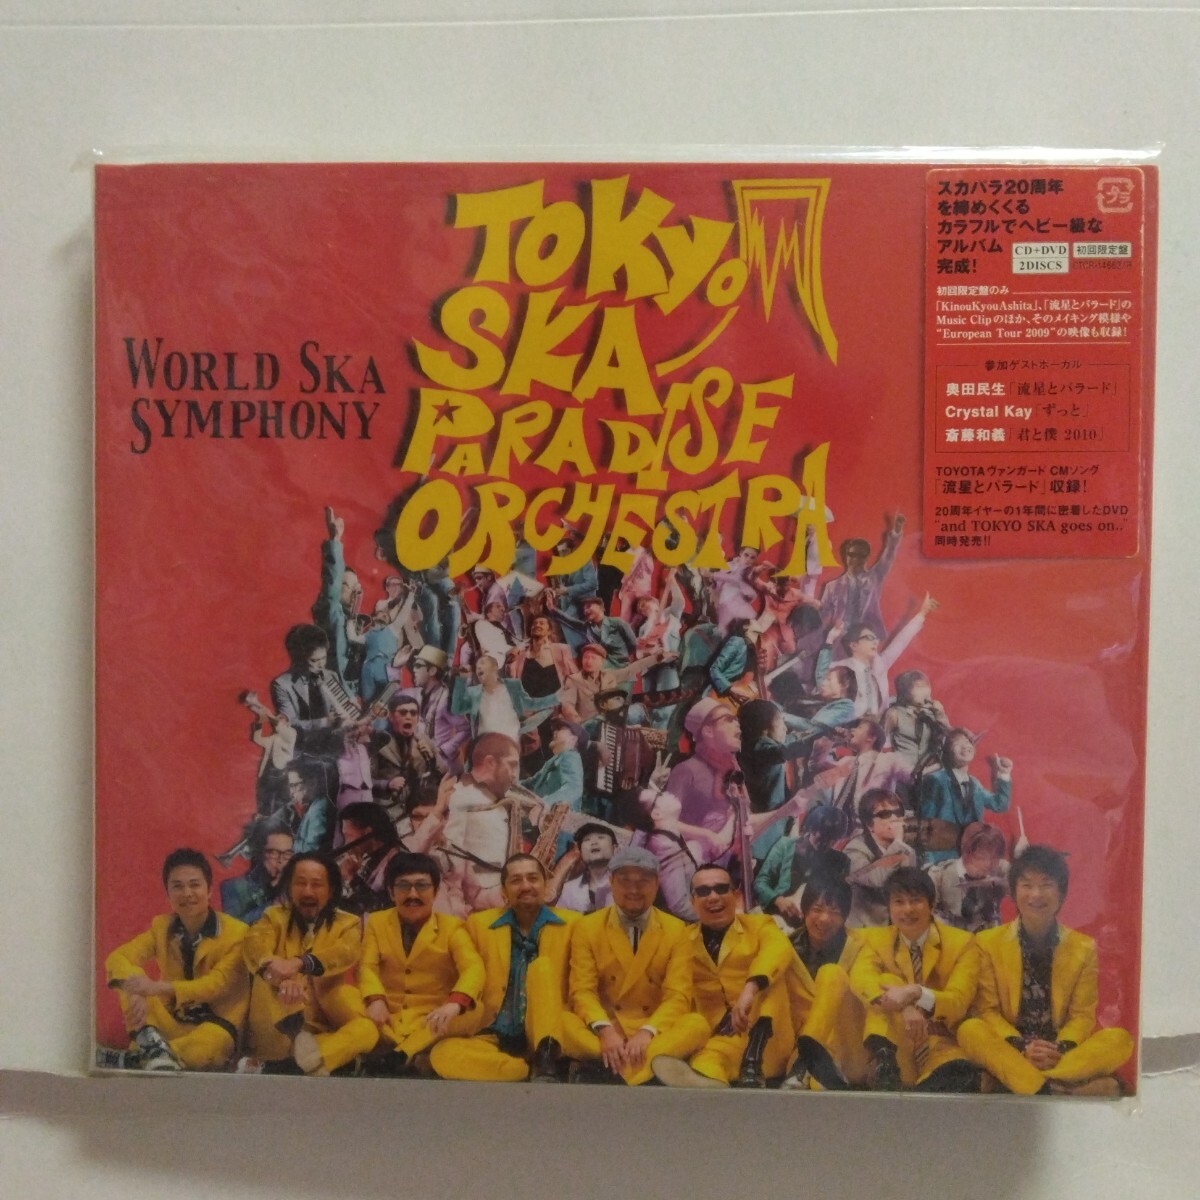 WORLD SKA
SYMPHONY
TOKYO
SKA
PARADISE
ORCHESTRA
スカパラ20周年
を締めくくる
カラフルでヘビー級な
アルバム
完成!
プラ
CD+DVD
2DISCS
初回限定盤
初回限定盤のみ
「KinouKyouAshita」、「流星とバラード」の
Music Clipのほか、そのメイキング模様や
"European Tour 2009"の映像も収録!
参加ゲストボーカル
奥田民生「流星とバラード」
Crystal Kay「ずっと」
斎藤和義「君と僕 2010」
TOYOTAヴァンガード CMソング
「流星とバラード」収録!
20周年イヤーの1年間に密着したDVD
"and TOKYO SKA goes on.."
同時発売!!